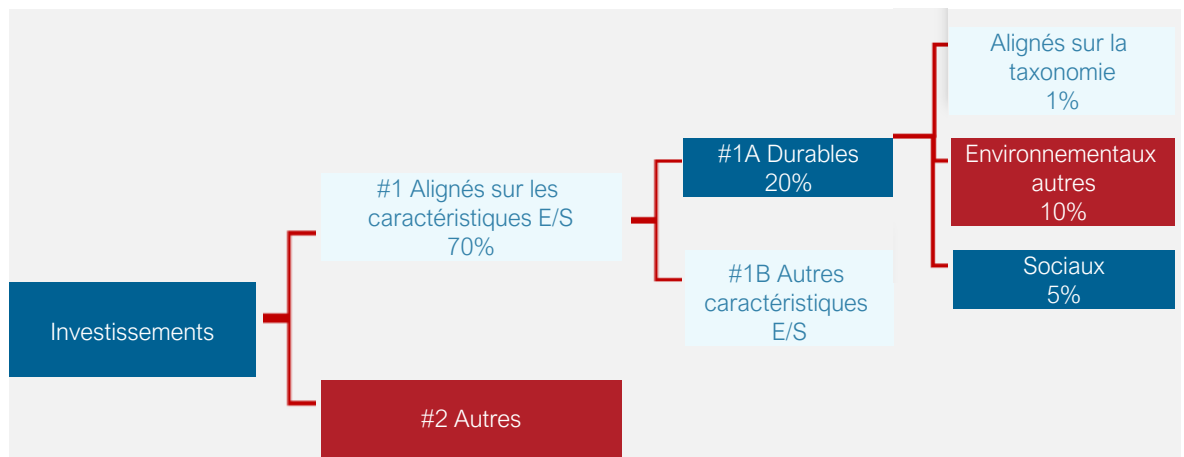 Investissements
#1 Alignés sur les
caractéristiques E/S
70%
#2 Autres
#1A Durables
20%
#1B Autres
caractéristiques
E/S
Alignés sur la
taxonomie
1%
Environnementaux
autres
10%
Sociaux
5%